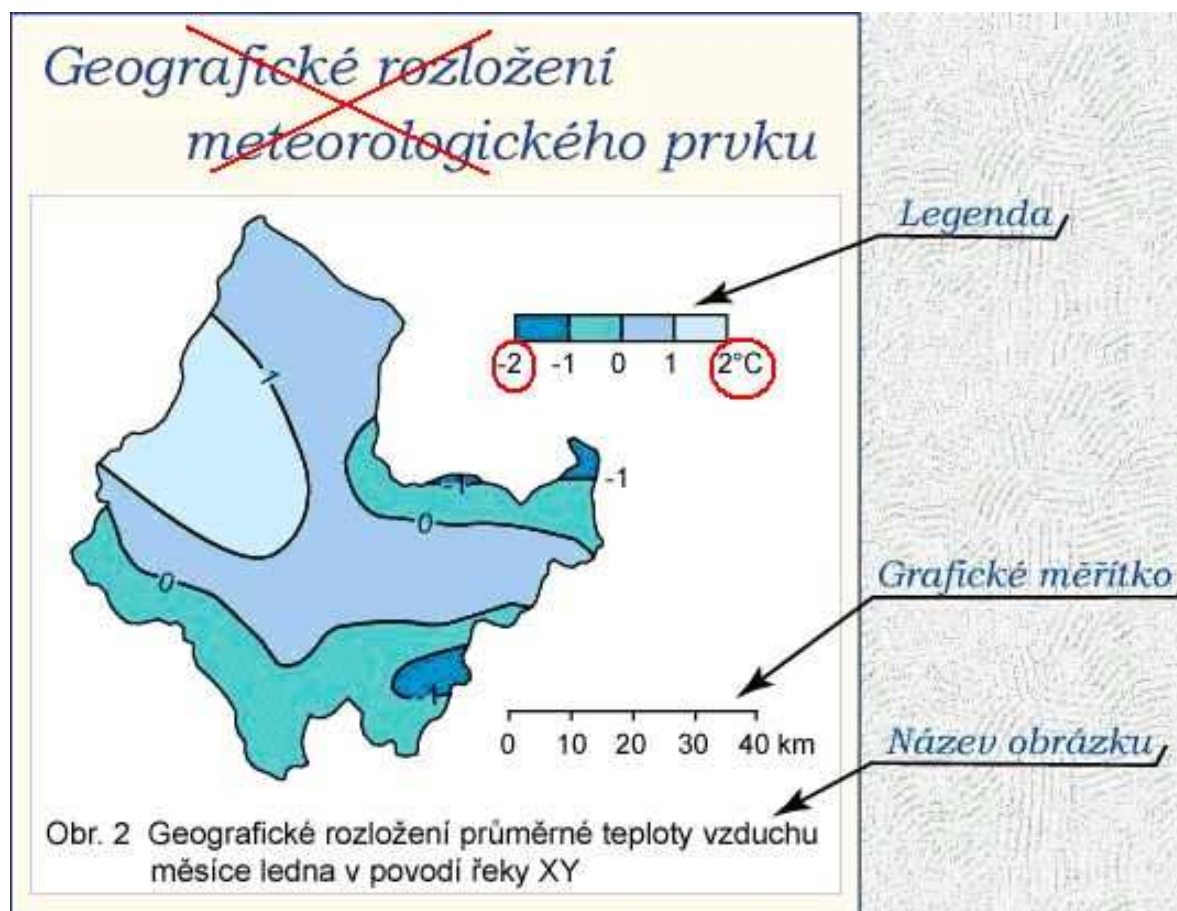 Geografické rozložení
meteorologického prvku
Legenda
-2 -1 0 1 2°C
1
-1
-1
0
0
Grafické měřítko
-1
0 10 20 30 40 km
Název obrázku
Obr. 2 Geografické rozložení průměrné teploty vzduchu
měsíce ledna v povodí řeky XY